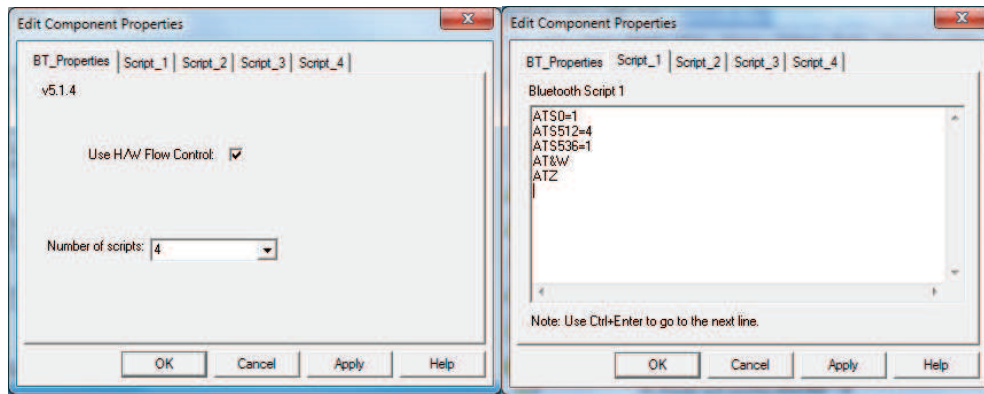 Edit Component Properties
BT_Properties Script_1 Script_2 Script_3 Script_4
v5.1.4
Use H/W Flow Control:
Number of scripts: 4
OK Cancel Apply Help
Edit Component Properties
BT_Properties Script_1 Script_2 Script_3 Script_4
Bluetooth Script 1
ATS0=1
ATS512=4
ATS536=1
AT&W
ATZ
Note: Use Ctrl+Enter to go to the next line.
OK Cancel Apply Help